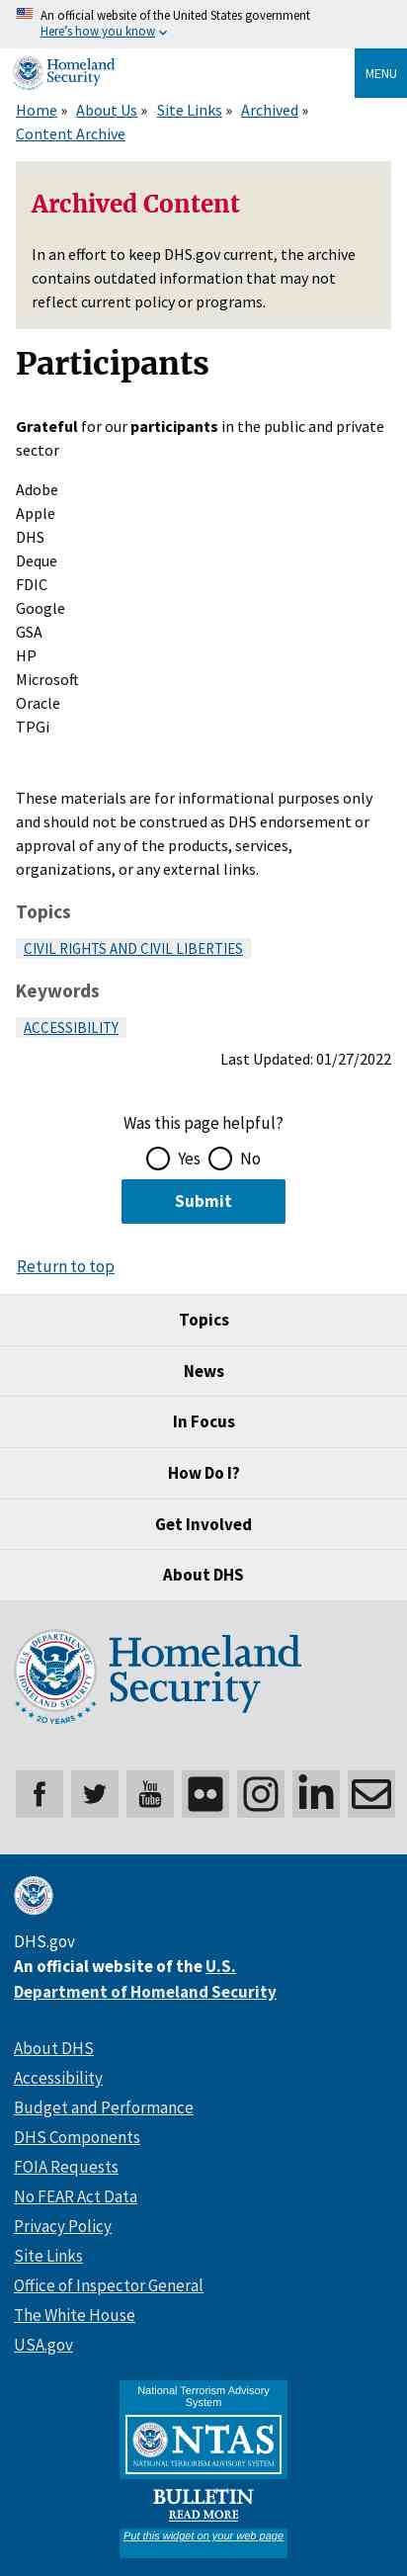 An official website of the United States government
Here's how you know
Homeland
Security
MENU
Home » About Us » Site Links » Archived »
Content Archive
Archived Content
In an effort to keep DHS.gov current, the archive
contains outdated information that may not
reflect current policy or programs.
Participants
Grateful for our participants in the public and private
sector
Adobe
Apple
DHS
Deque
FDIC
Google
GSA
HP
Microsoft
Oracle
TPGi
These materials are for informational purposes only
and should not be construed as DHS endorsement or
approval of any of the products, services,
organizations, or any external links.
Topics
CIVIL RIGHTS AND CIVIL LIBERTIES
Keywords
ACCESSIBILITY
Last Updated: 01/27/2022
Was this page helpful?
Yes No
Submit
Return to top
Topics
News
In Focus
How Do I?
Get Involved
About DHS
U.S. DEPARTMENT OF HOMELAND SECURITY
20 YEARS
Homeland
Security
You
Tube
in
DHS.gov
An official website of the U.S.
Department of Homeland Security
About DHS
Accessibility
Budget and Performance
DHS Components
FOIA Requests
No FEAR Act Data
Privacy Policy
Site Links
Office of Inspector General
The White House
USA.gov
National Terrorism Advisory
System
NTAS
NATIONAL TERRORISM ADVISORY SYSTEM
BULLETIN
READ MORE
Put this widget on your web page